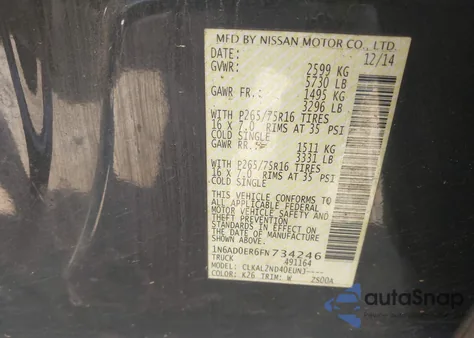 MFD BY NISSAN MOTOR CO., LTD.
DATE: 12/14
GVWR: 2599 KG
5730 LB
GAWR FR.: 1495 KG
3296 LB
WITH P265/75R16 TIRES
16 X 7.0 RIMS AT 35 PSI
COLD SINGLE
GAWR RR.: 1511 KG
3331 LB
WITH P265/75R16 TIRES
16 X 7.0 RIMS AT 35 PSI
COLD SINGLE
THIS VEHICLE CONFORMS TO
ALL APPLICABLE FEDERAL
MOTOR VEHICLE SAFETY AND
THEFT PREVENTION STANDARDS
IN EFFECT ON THE DATE OF
MANUFACTURE SHOWN ABOVE.
1N6AD0ER6FN734246
TRUCK 491164
MODEL: CLKALZND4DEUNJ----
COLOR: K26 TRIM: W 2S00A
autoSnap